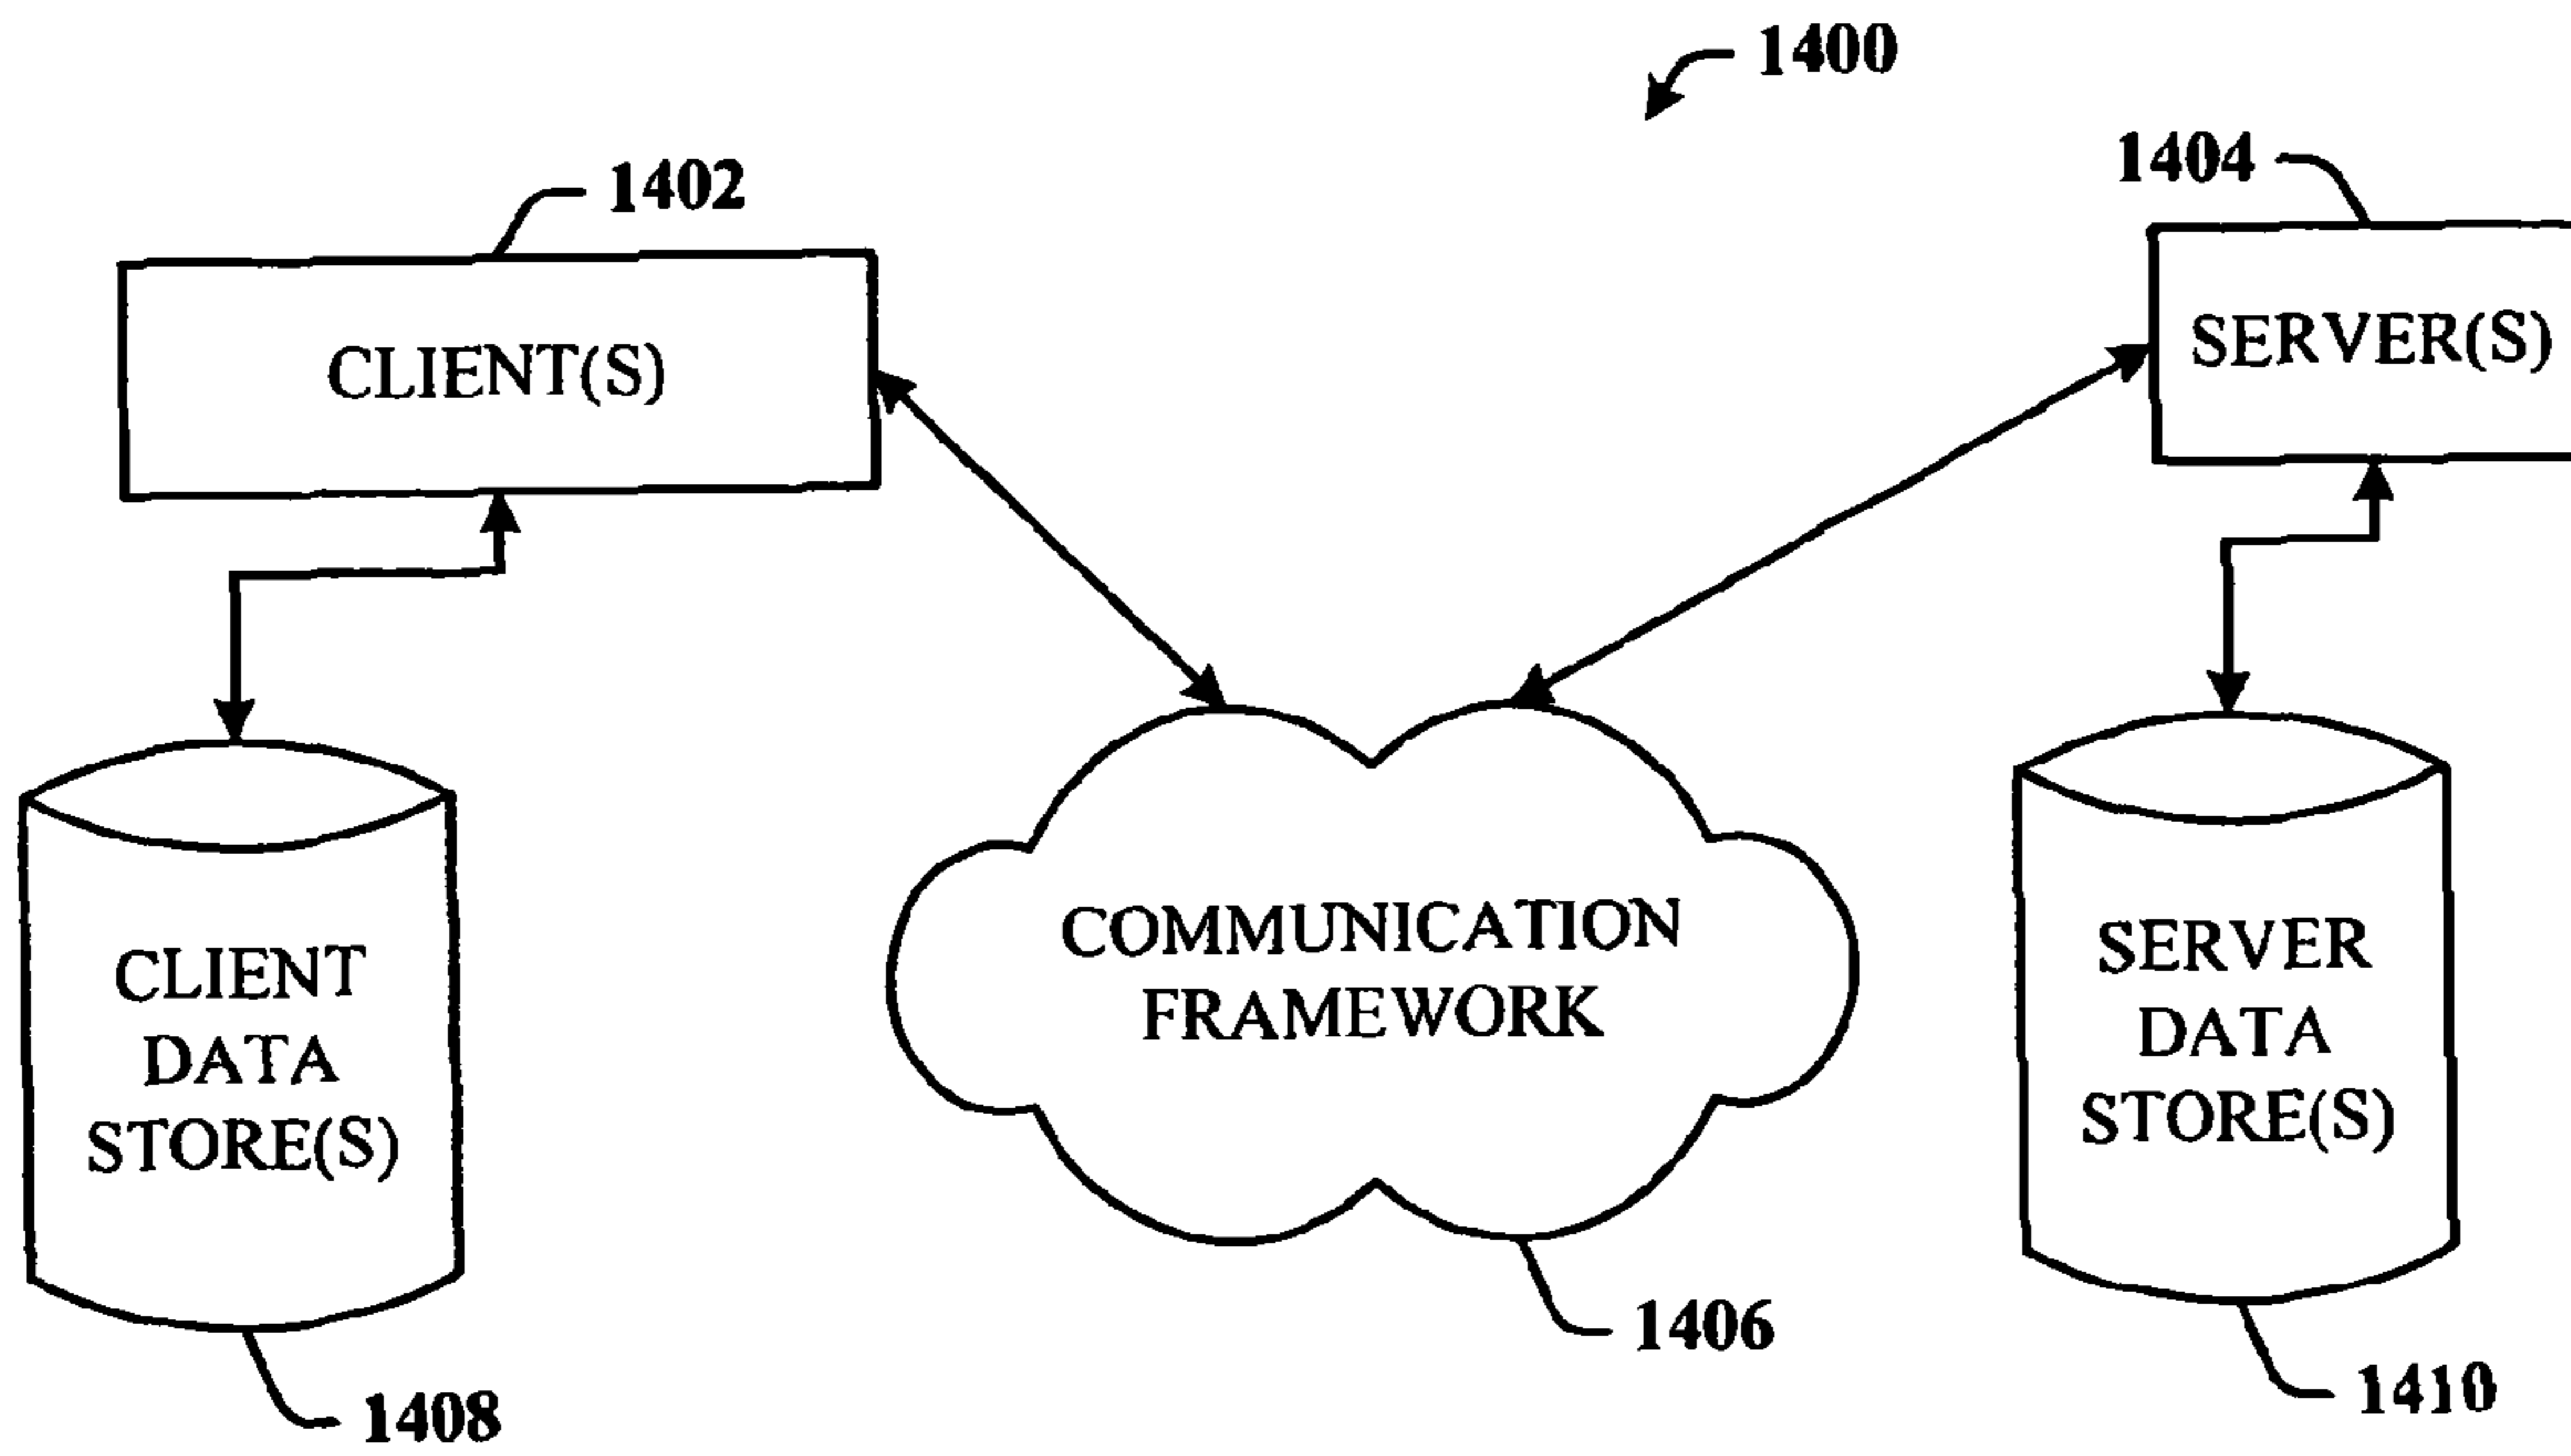 1400
1402
1404
CLIENT(S)
SERVER(S)
COMMUNICATION
FRAMEWORK
CLIENT
DATA
STORE(S)
SERVER
DATA
STORE(S)
1406
1408
1410